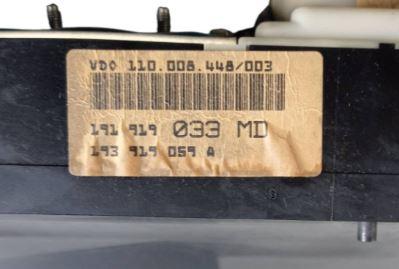 VDO 110.008.448/003
191 919 033 MD
193 919 059 A